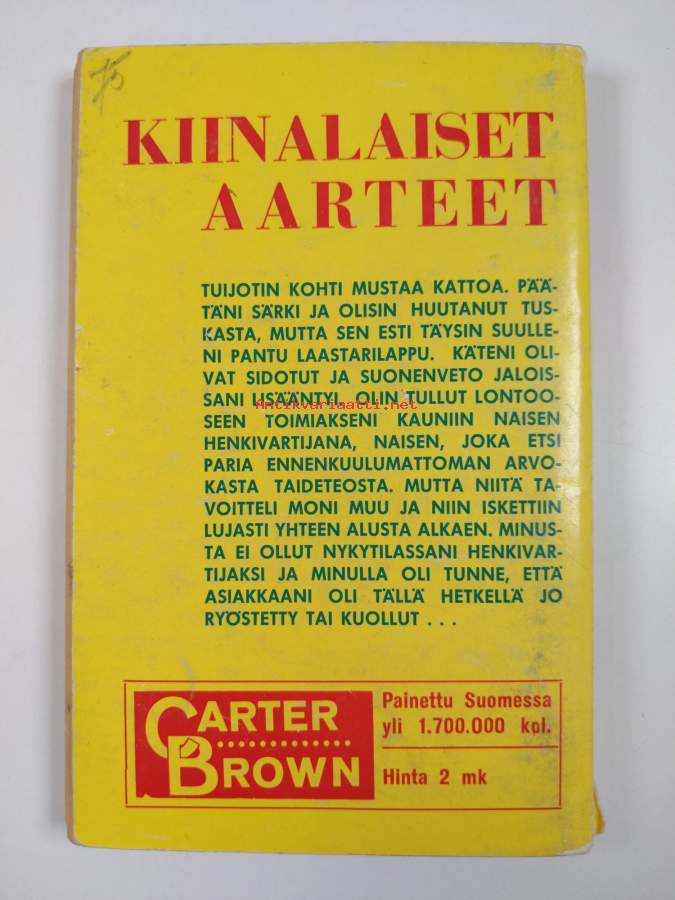 75
KIINALAISET
AARTEET
TUIJOTIN KOHTI MUSTAA KATTOA. PÄÄ-
TÄNI SÄRKI JA OLISIN HUUTANUT TUS-
KASTA, MUTTA SEN ESTI TÄYSIN SUULLE-
NI PANTU LAASTARILAPPU. KÄTENI OLI-
VAT SIDOTUT JA SUONENVETO JALOIS-
SANI LISÄÄNTYI. OLIN TULLUT LONTOO-
Antikvariaatti.net
SEEN TOIMIAKSENI KAUNIIN NAISEN
HENKIVARTIJANA, NAISEN, JOKA ETSI
PARIA ENNENKUULUMATTOMAN ARVO-
KASTA TAIDETEOSTA. MUTTA NIITÄ TA-
VOITTELI MONI MUU JA NIIN ISKETTIIN
LUJASTI YHTEEN ALUSTA ALKAEN. MINUS-
TA EI OLLUT NYKYTILASSANI HENKIVAR-
TIJAKSI JA MINULLA OLI TUNNE, ETTÄ
ASIAKKAANI OLI TÄLLÄ HETKELLÄ JO
RYÖSTETTY TAI KUOLLUT . . .
CARTER
BROWN
Painettu Suomessa
yli 1.700.000 kpl.
Hinta 2 mk